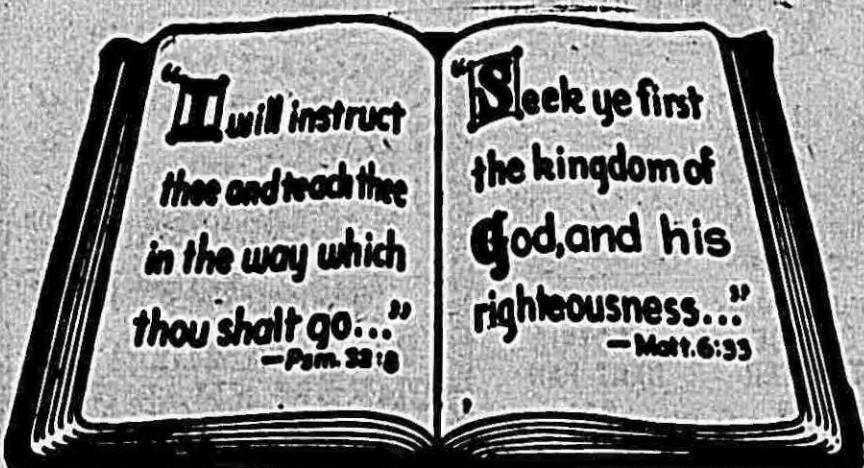 "I will instruct
thee and teach thee
in the way which
thou shalt go..."
—Psm. 32:8
"Seek ye first
the kingdom of
God, and his
righteousness..."
—Matt. 6:33